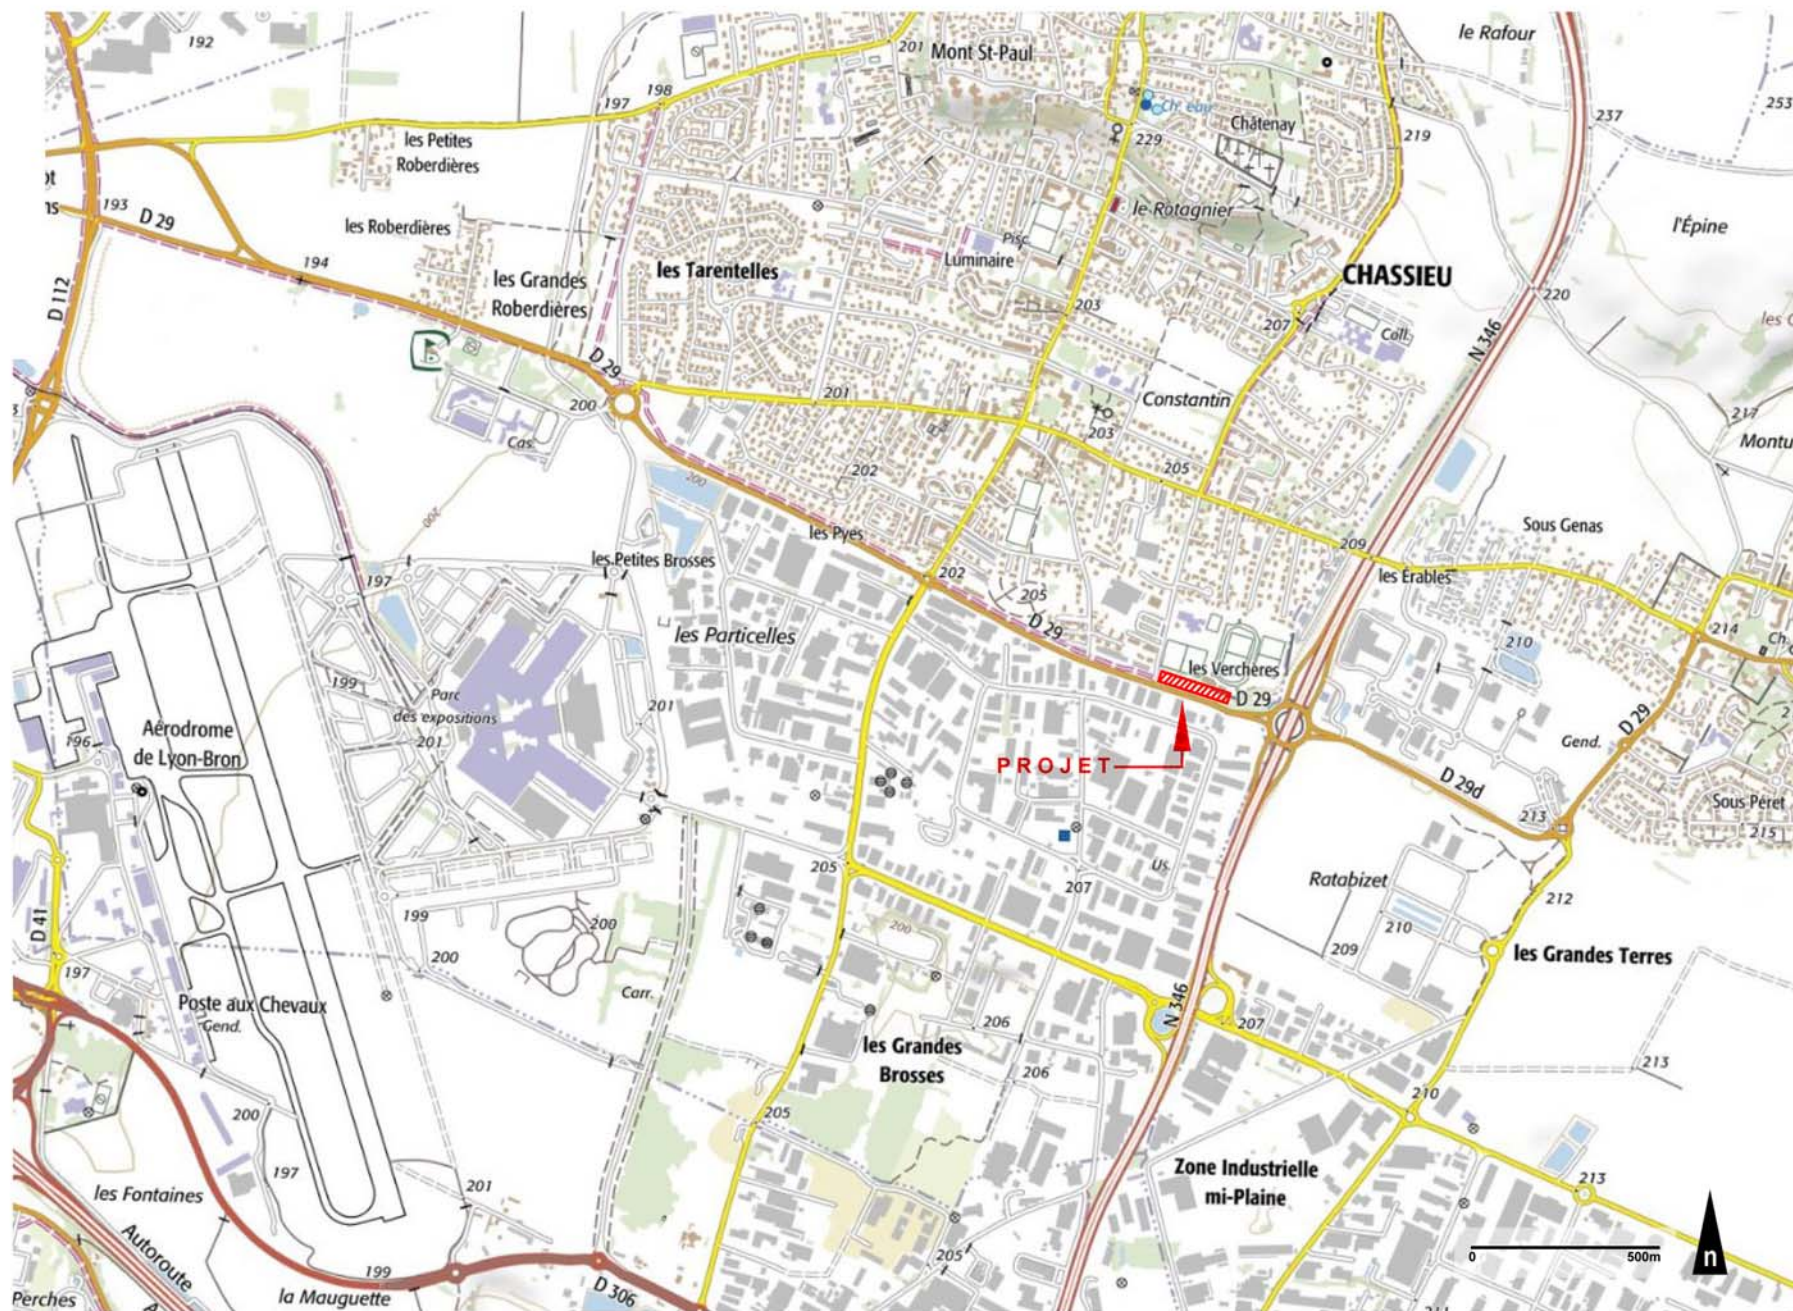 192
201
Mont St-Paul
le Rafour
253
197
198
Ch. eau
237
219
Châtenay
229
les Petites
Roberdières
193
D 29
les Roberdières
le Rotagnier
l'Épine
Pisc.
Luminaire
194
les Grandes
Roberdières
les Tarentelles
CHASSIEU
220
D 112
203
207
Coll.
N 346
D 29
201
Constantin
200
203
217
Cas.
Montu
202
205
200
200
Sous Genas
les Pyes
209
les Petites Brosses
202
les Érables
197
205
D 29
214
les Particelles
210
Ch.
les Verchères
199
Parc
des expositions
D 29
201
D 29
Aérodrome
de Lyon-Bron
196
201
Gend.
PROJET
D 29d
Sous Péret
213
215
205
Us.
207
Ratabizet
212
D 41
199
200
200
210
209
200
les Grandes Terres
197
Poste aux Chevaux
Gend.
Carr.
N 346
206
207
les Grandes
Brosses
206
213
200
205
210
Zone Industrielle
mi-Plaine
197
les Fontaines
201
213
Autoroute
205
n
0
500m
199
la Mauguette
D 306
Perches